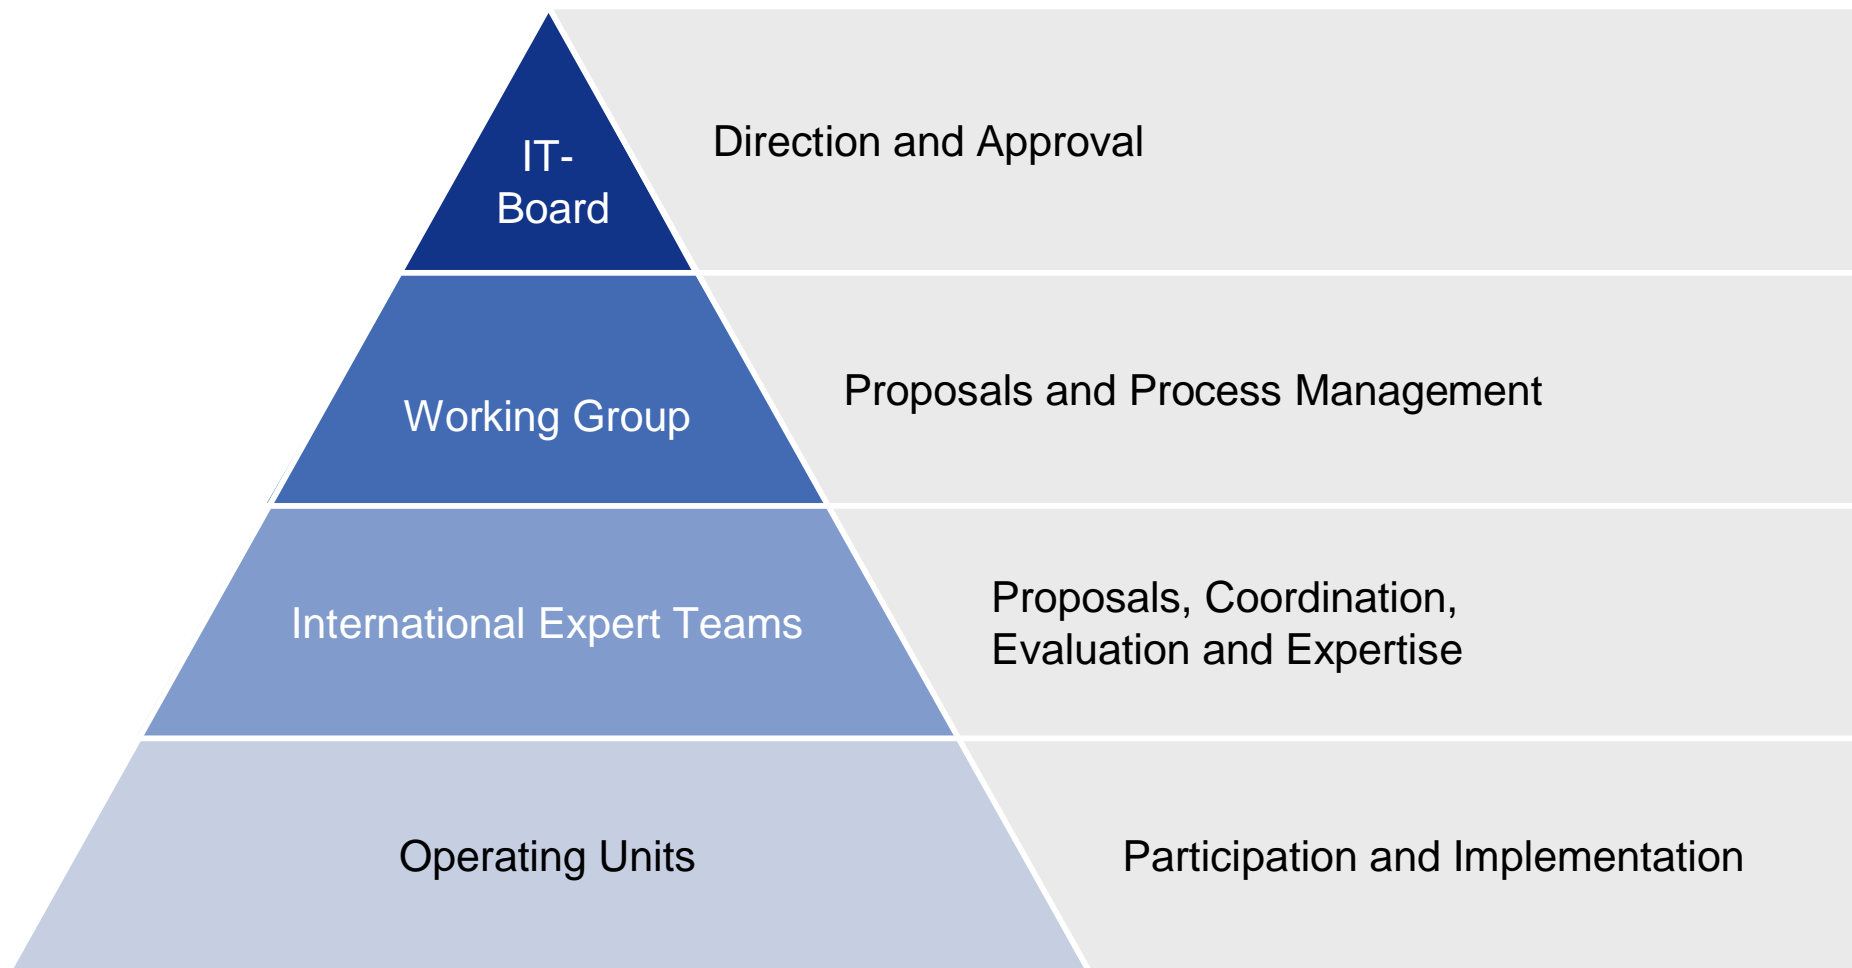 IT-
Board
Direction and Approval
Working Group
Proposals and Process Management
International Expert Teams
Proposals, Coordination,
Evaluation and Expertise
Operating Units
Participation and Implementation